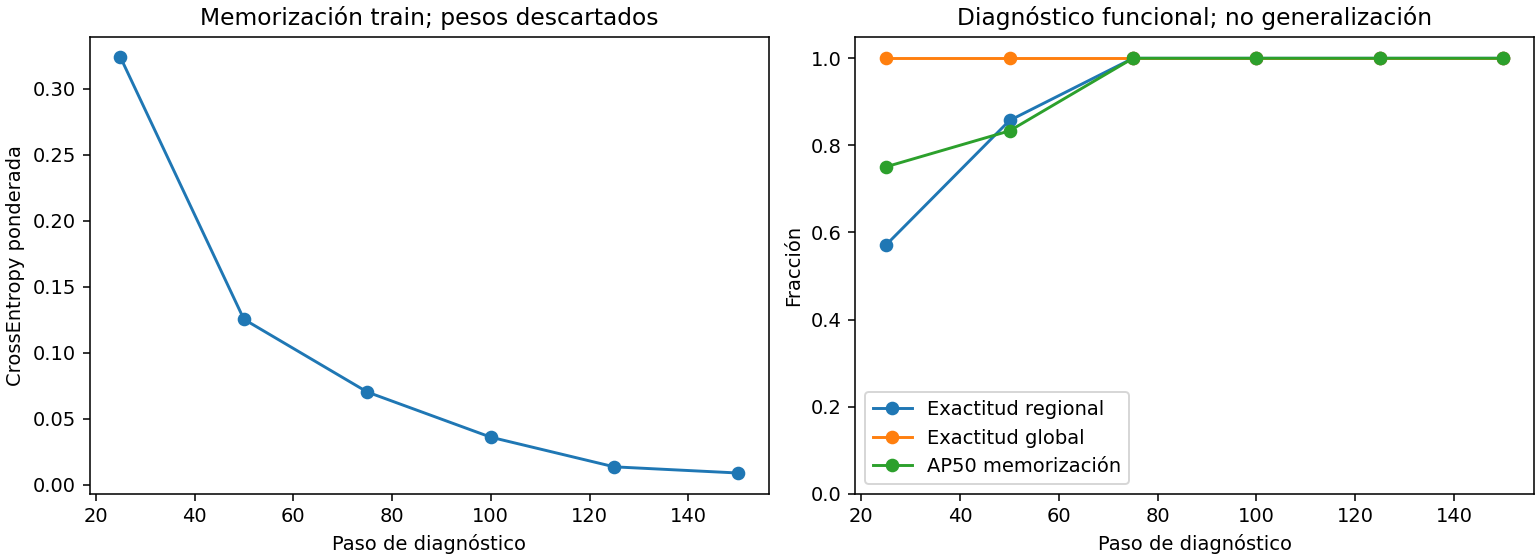 Memorización train; pesos descartados
CrossEntropy ponderada
0.30
0.25
0.20
0.15
0.10
0.05
0.00
20 40 60 80 100 120 140
Paso de diagnóstico
Diagnóstico funcional; no generalización
Fracción
1.0
0.8
0.6
0.4
0.2
0.0
Exactitud regional
Exactitud global
AP50 memorización
20 40 60 80 100 120 140
Paso de diagnóstico